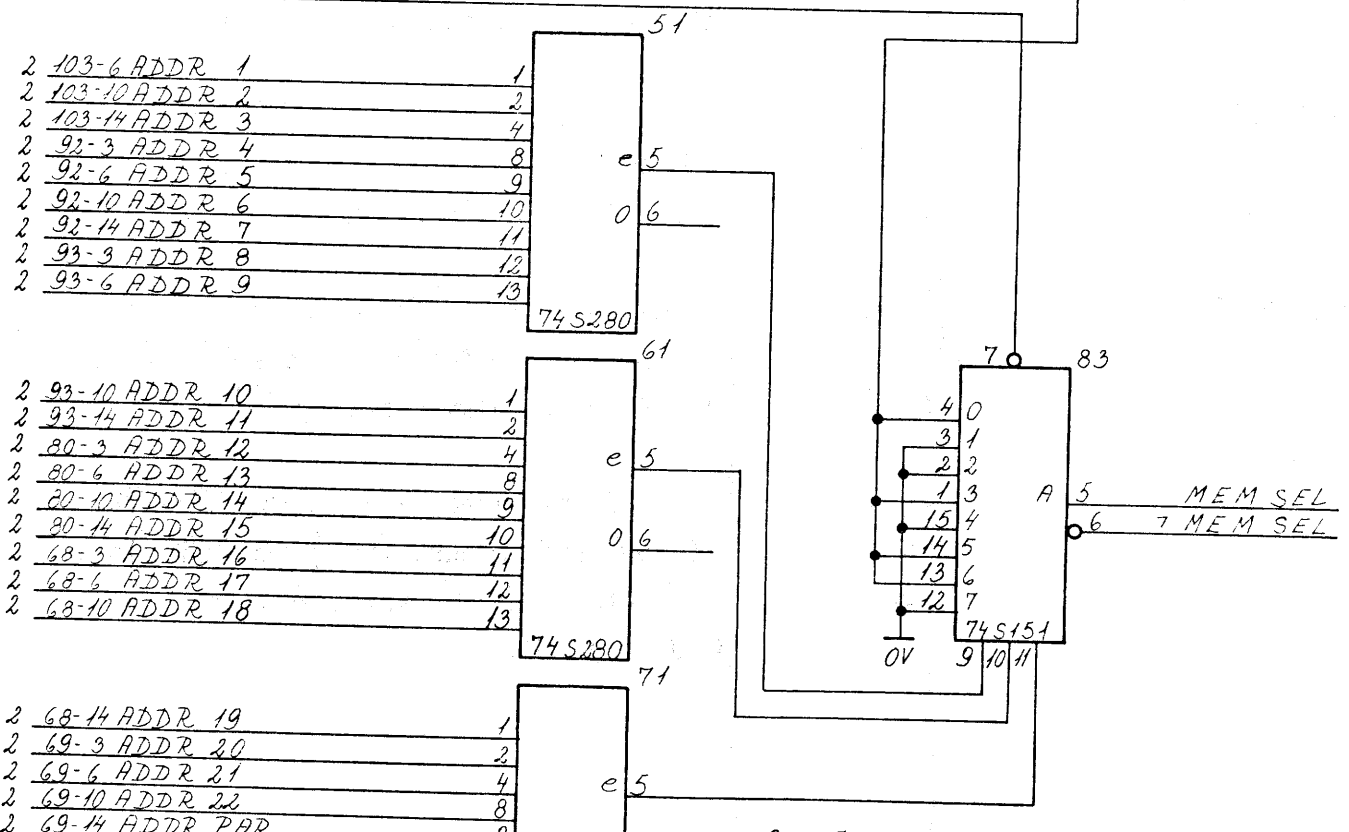 51
2 103-6 ADDR 1 1
2 103-10 ADDR 2 2
2 103-14 ADDR 3 4
2 92-3 ADDR 4 8
2 92-6 ADDR 5 9
2 92-10 ADDR 6 10
2 92-14 ADDR 7 11
2 93-3 ADDR 8 12
2 93-6 ADDR 9 13
e 5
O 6
74S280
61
2 93-10 ADDR 10 1
2 93-14 ADDR 11 2
2 80-3 ADDR 12 4
2 80-6 ADDR 13 8
2 80-10 ADDR 14 9
2 80-14 ADDR 15 10
2 68-3 ADDR 16 11
2 68-6 ADDR 17 12
2 68-10 ADDR 18 13
e 5
O 6
74S280
7 83
4 0
3 1
2 2
1 3
15 4
14 5
13 6
12 7
A 5 MEM SEL
6 ┐ MEM SEL
74S151
0V 9 10 11
71
2 68-14 ADDR 19 1
2 69-3 ADDR 20 2
2 69-6 ADDR 21 4
2 69-10 ADDR 22 8
2 69-14 ADDR PAR
e 5